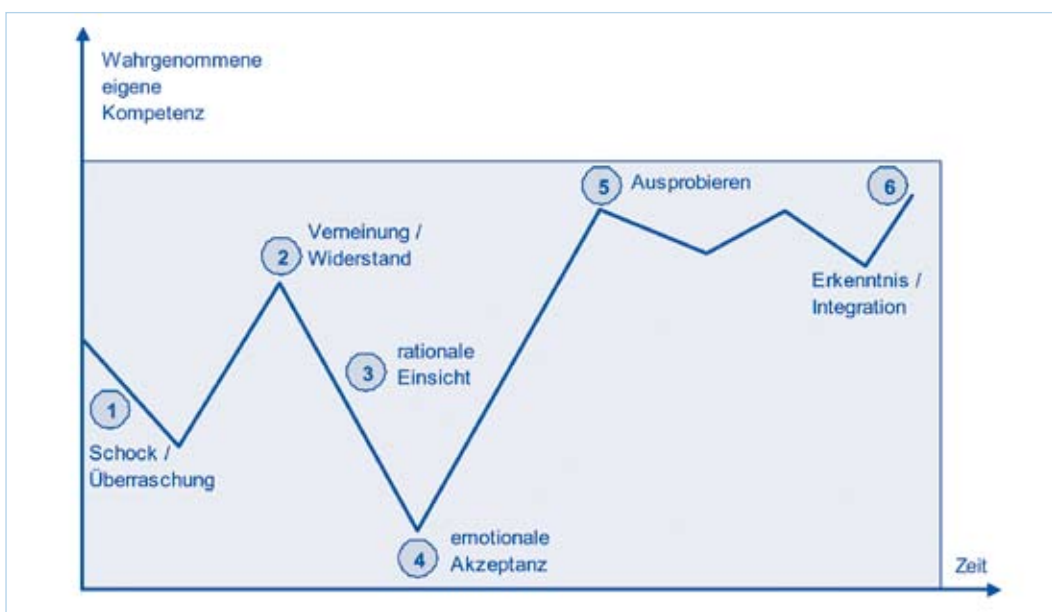 Wahrgenommene
eigene
Kompetenz
1
Schock /
Überraschung
2
Verneinung /
Widerstand
3
rationale
Einsicht
4
emotionale
Akzeptanz
5
Ausprobieren
6
Erkenntnis /
Integration
Zeit